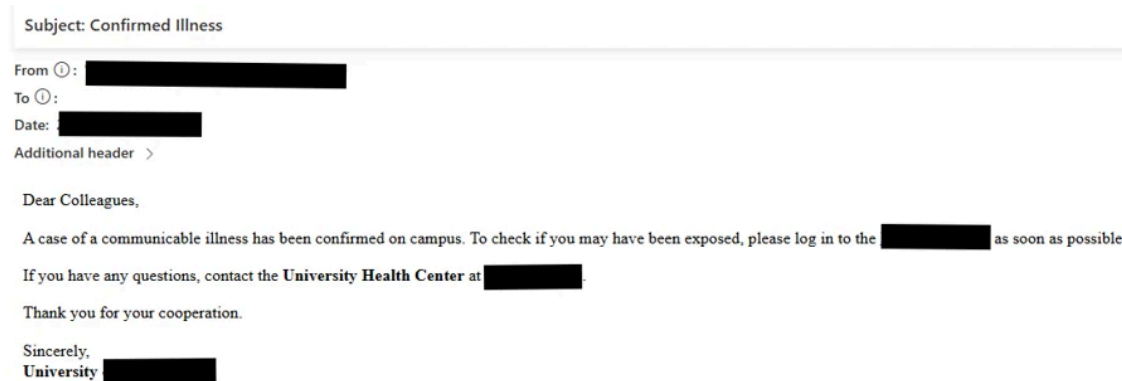 Subject: Confirmed Illness
From ⓘ:
To ⓘ:
Date:
Additional header >
Dear Colleagues,
A case of a communicable illness has been confirmed on campus. To check if you may have been exposed, please log in to the as soon as possible
If you have any questions, contact the University Health Center at .
Thank you for your cooperation.
Sincerely,
University